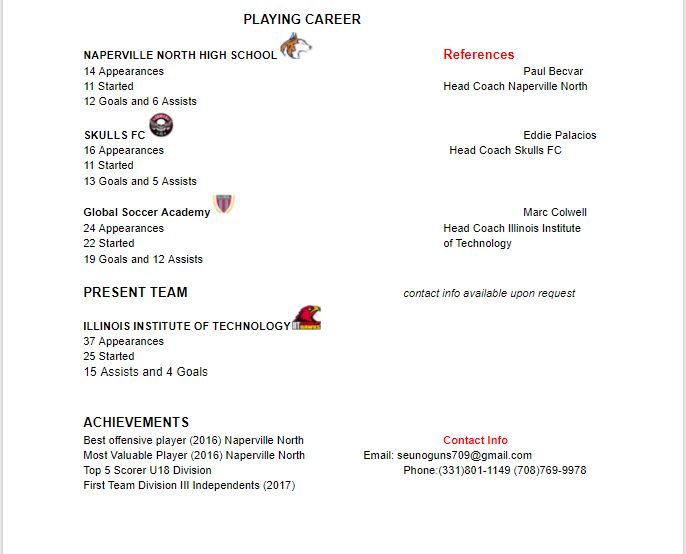 PLAYING CAREER
NAPERVILLE NORTH HIGH SCHOOL
14 Appearances
11 Started
12 Goals and 6 Assists
References
Paul Becvar
Head Coach Naperville North
SKULLS FC
16 Appearances
11 Started
13 Goals and 5 Assists
Eddie Palacios
Head Coach Skulls FC
Global Soccer Academy
24 Appearances
22 Started
19 Goals and 12 Assists
Marc Colwell
Head Coach Illinois Institute
of Technology
PRESENT TEAM
contact info available upon request
ILLINOIS INSTITUTE OF TECHNOLOGY
37 Appearances
25 Started
15 Assists and 4 Goals
ACHIEVEMENTS
Best offensive player (2016) Naperville North
Most Valuable Player (2016) Naperville North
Top 5 Scorer U18 Division
First Team Division III Independents (2017)
Contact Info
Email: seunoguns709@gmail.com
Phone:(331)801-1149 (708)769-9978